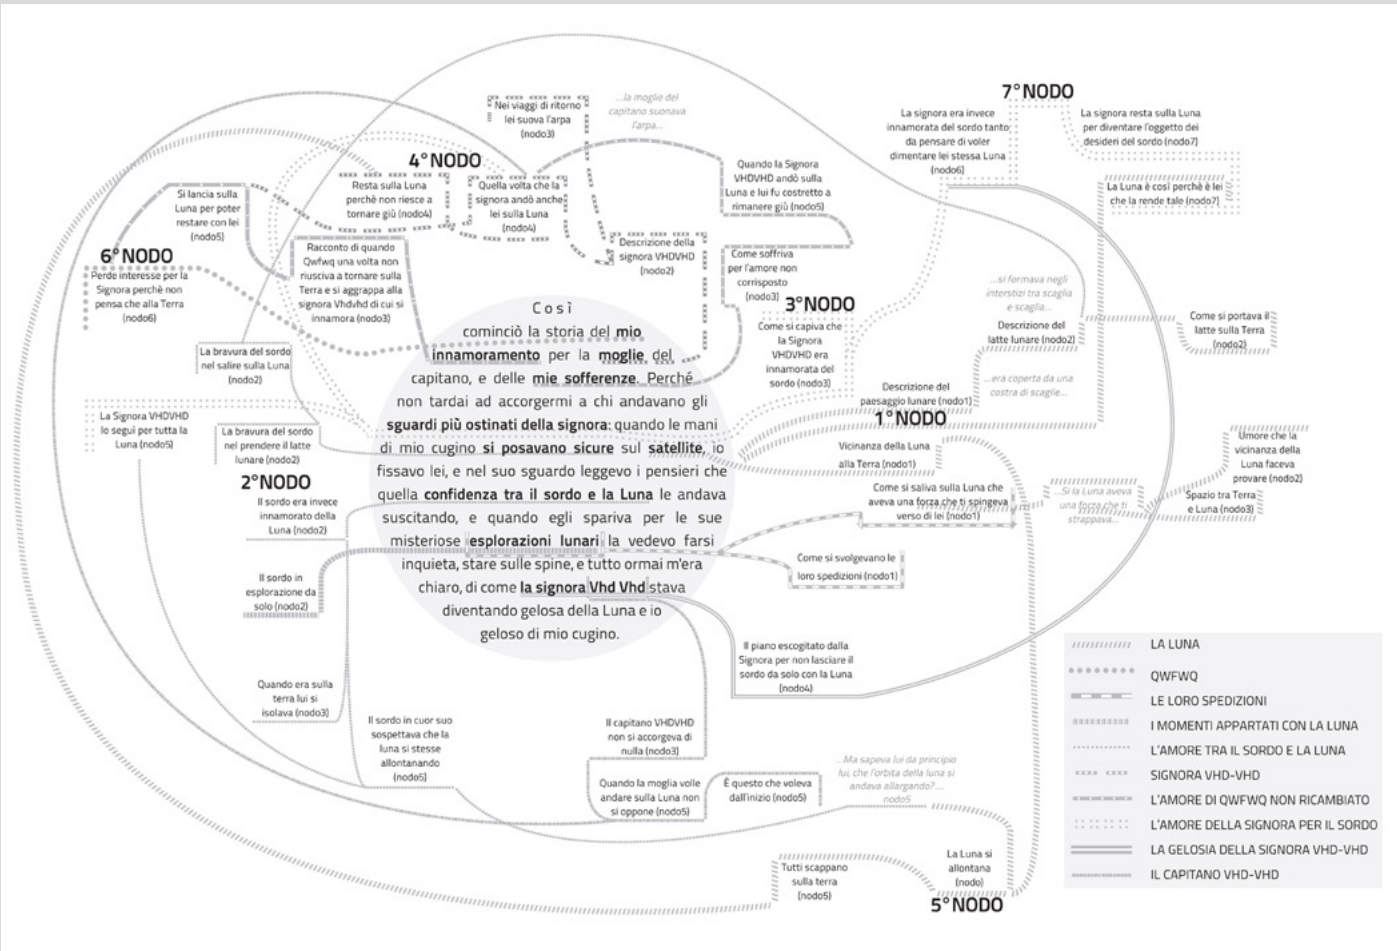 7°NODO
La signora era invece
innamorata del sordo tanto
da pensare di voler
dimentare lei stessa Luna
(nodo6)
La signora resta sulla Luna
per diventare l'oggetto dei
desideri del sordo (nodo7)
La Luna è così perchè è lei
che la rende tale (nodo7)
Nei viaggi di ritorno
lei suova l'arpa
(nodo3)
...la moglie del
capitano suonava
l'arpa...
4°NODO
Resta sulla Luna
perchè non riesce a
tornare giù (nodo4)
Quella volta che la
signora andò anche
lei sulla Luna
(nodo4)
Quando la Signora
VHDVHD andò sulla
Luna e lui fu costretto a
rimanere giù (nodo5)
Si lancia sulla
Luna per poter
restare con lei
(nodo5)
6°NODO
Perde interesse per la
Signora perchè non
pensa che alla Terra
(nodo6)
Racconto di quando
Qwfwq una volta non
riusciva a tornare sulla
Terra e si aggrappa alla
signora Vhdvhd di cui si
innamora (nodo3)
Descrizione della
signora VHDVHD
(nodo2)
Come soffriva
per l'amore non
corrisposto
(nodo3)
3°NODO
Come si capiva che
la Signora
VHDVHD era
innamorata del
sordo (nodo3)
...si formava negli
interstizi tra scaglia
e scaglia...
Descrizione del
latte lunare (nodo2)
Come si portava il
latte sulla Terra
(nodo2)
...era coperta da una
crosta di scaglie...
Descrizione del
paesaggio lunare (nodo1)
1°NODO
Vicinanza della Luna
alla Terra (nodo1)
Come si saliva sulla Luna che
aveva una forza che ti spingeva
verso di lei (nodo1)
...Si la Luna aveva
una forza che ti
strappava...
Umore che la
vicinanza della
Luna faceva
provare (nodo2)
Spazio tra Terra
e Luna (nodo3)
Come si svolgevano le
loro spedizioni (nodo1)
La bravura del sordo
nel salire sulla Luna
(nodo2)
La Signora VHDVHD
lo seguì per tutta la
Luna (nodo5)
La bravura del sordo
nel prendere il latte
lunare (nodo2)
2°NODO
Il sordo era invece
innamorato della
Luna (nodo2)
Il sordo in
esplorazione da
solo (nodo2)
Quando era sulla
terra lui si
isolava (nodo3)
Il sordo in cuor suo
sospettava che la
luna si stesse
allontanando
(nodo5)
Così
cominciò la storia del mio
innamoramento per la moglie del
capitano, e delle mie sofferenze. Perché
non tardai ad accorgermi a chi andavano gli
sguardi più ostinati della signora: quando le mani
di mio cugino si posavano sicure sul satellite, io
fissavo lei, e nel suo sguardo leggevo i pensieri che
quella confidenza tra il sordo e la Luna le andava
suscitando, e quando egli spariva per le sue
misteriose esplorazioni lunari la vedevo farsi
inquieta, stare sulle spine, e tutto ormai m'era
chiaro, di come la signora Vhd Vhd stava
diventando gelosa della Luna e io
geloso di mio cugino.
Il piano escogitato dalla
Signora per non lasciare il
sordo da solo con la Luna
(nodo4)
Il capitano VHDVHD
non si accorgeva di
nulla (nodo3)
Quando la moglia volle
andare sulla Luna non
si oppone (nodo5)
È questo che voleva
dall'inizio (nodo5)
...Ma sapeva lui da principio
lui, che l'orbita della luna si
andava allargando?...
nodo5
Tutti scappano
sulla terra
(nodo5)
La Luna si
allontana
(nodo)
5°NODO
LA LUNA
QWFWQ
LE LORO SPEDIZIONI
I MOMENTI APPARTATI CON LA LUNA
L'AMORE TRA IL SORDO E LA LUNA
SIGNORA VHD-VHD
L'AMORE DI QWFWQ NON RICAMBIATO
L'AMORE DELLA SIGNORA PER IL SORDO
LA GELOSIA DELLA SIGNORA VHD-VHD
IL CAPITANO VHD-VHD